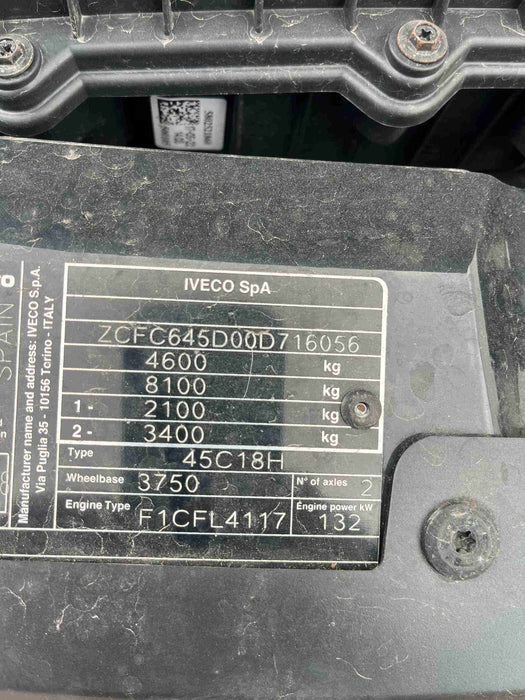 IVECO SpA
ZCFC645D00D716056
4600 kg
8100 kg
1 - 2100 kg
2 - 3400 kg
Type 45C18H
Wheelbase 3750 N° of axles 2
Engine Type F1CFL4117 Engine power kW 132
Manufacturer name and address: IVECO S.p.A.
Via Puglia 35 - 10156 Torino - ITALY
SPAIN